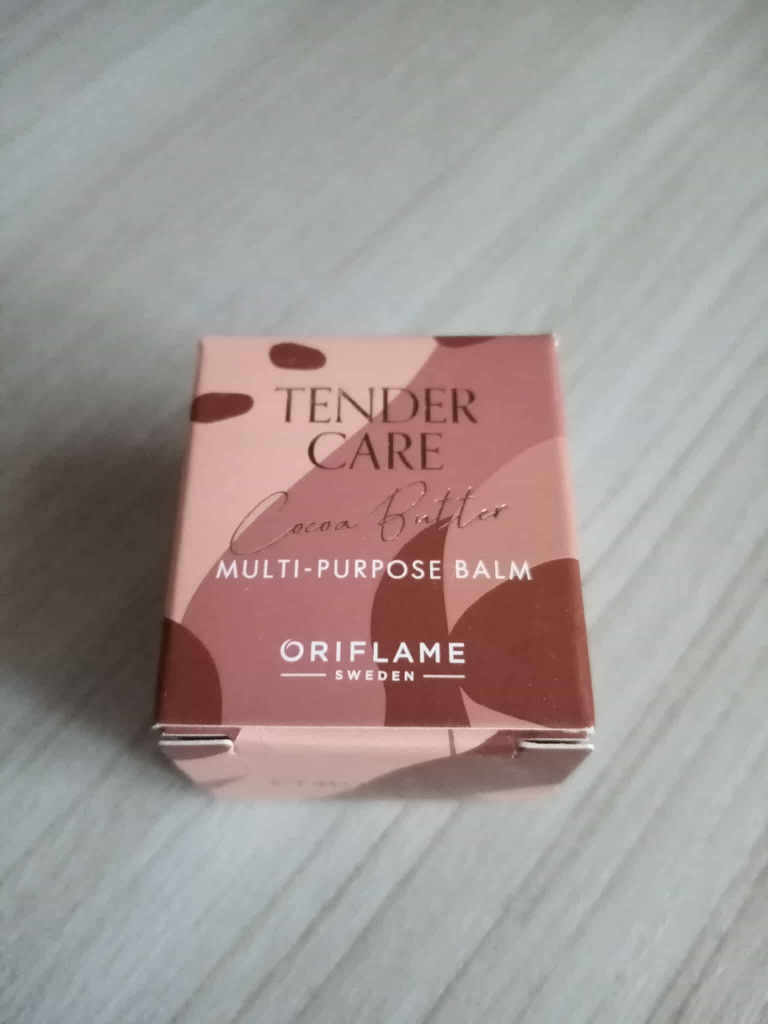 TENDER
CARE
Cocoa Butter
MULTI-PURPOSE BALM
ORIFLAME
SWEDEN